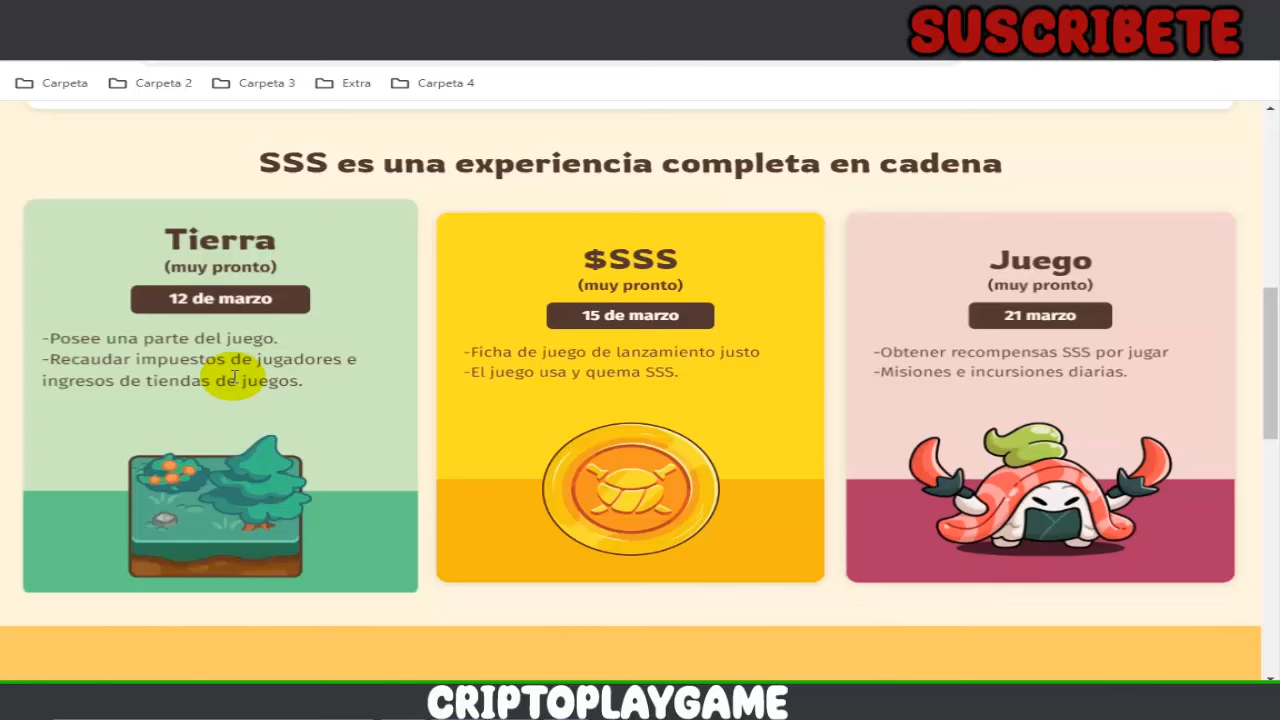 SUSCRIBETE
Carpeta
Carpeta 2
Carpeta 3
Extra
Carpeta 4
SSS es una experiencia completa en cadena
Tierra
(muy pronto)
12 de marzo
-Posee una parte del juego.
-Recaudar impuestos de jugadores e
ingresos de tiendas de juegos.
$SSS
(muy pronto)
15 de marzo
-Ficha de juego de lanzamiento justo
-El juego usa y quema SSS.
Juego
(muy pronto)
21 marzo
-Obtener recompensas SSS por jugar
-Misiones e incursiones diarias.
CRIPTOPLAYGAME